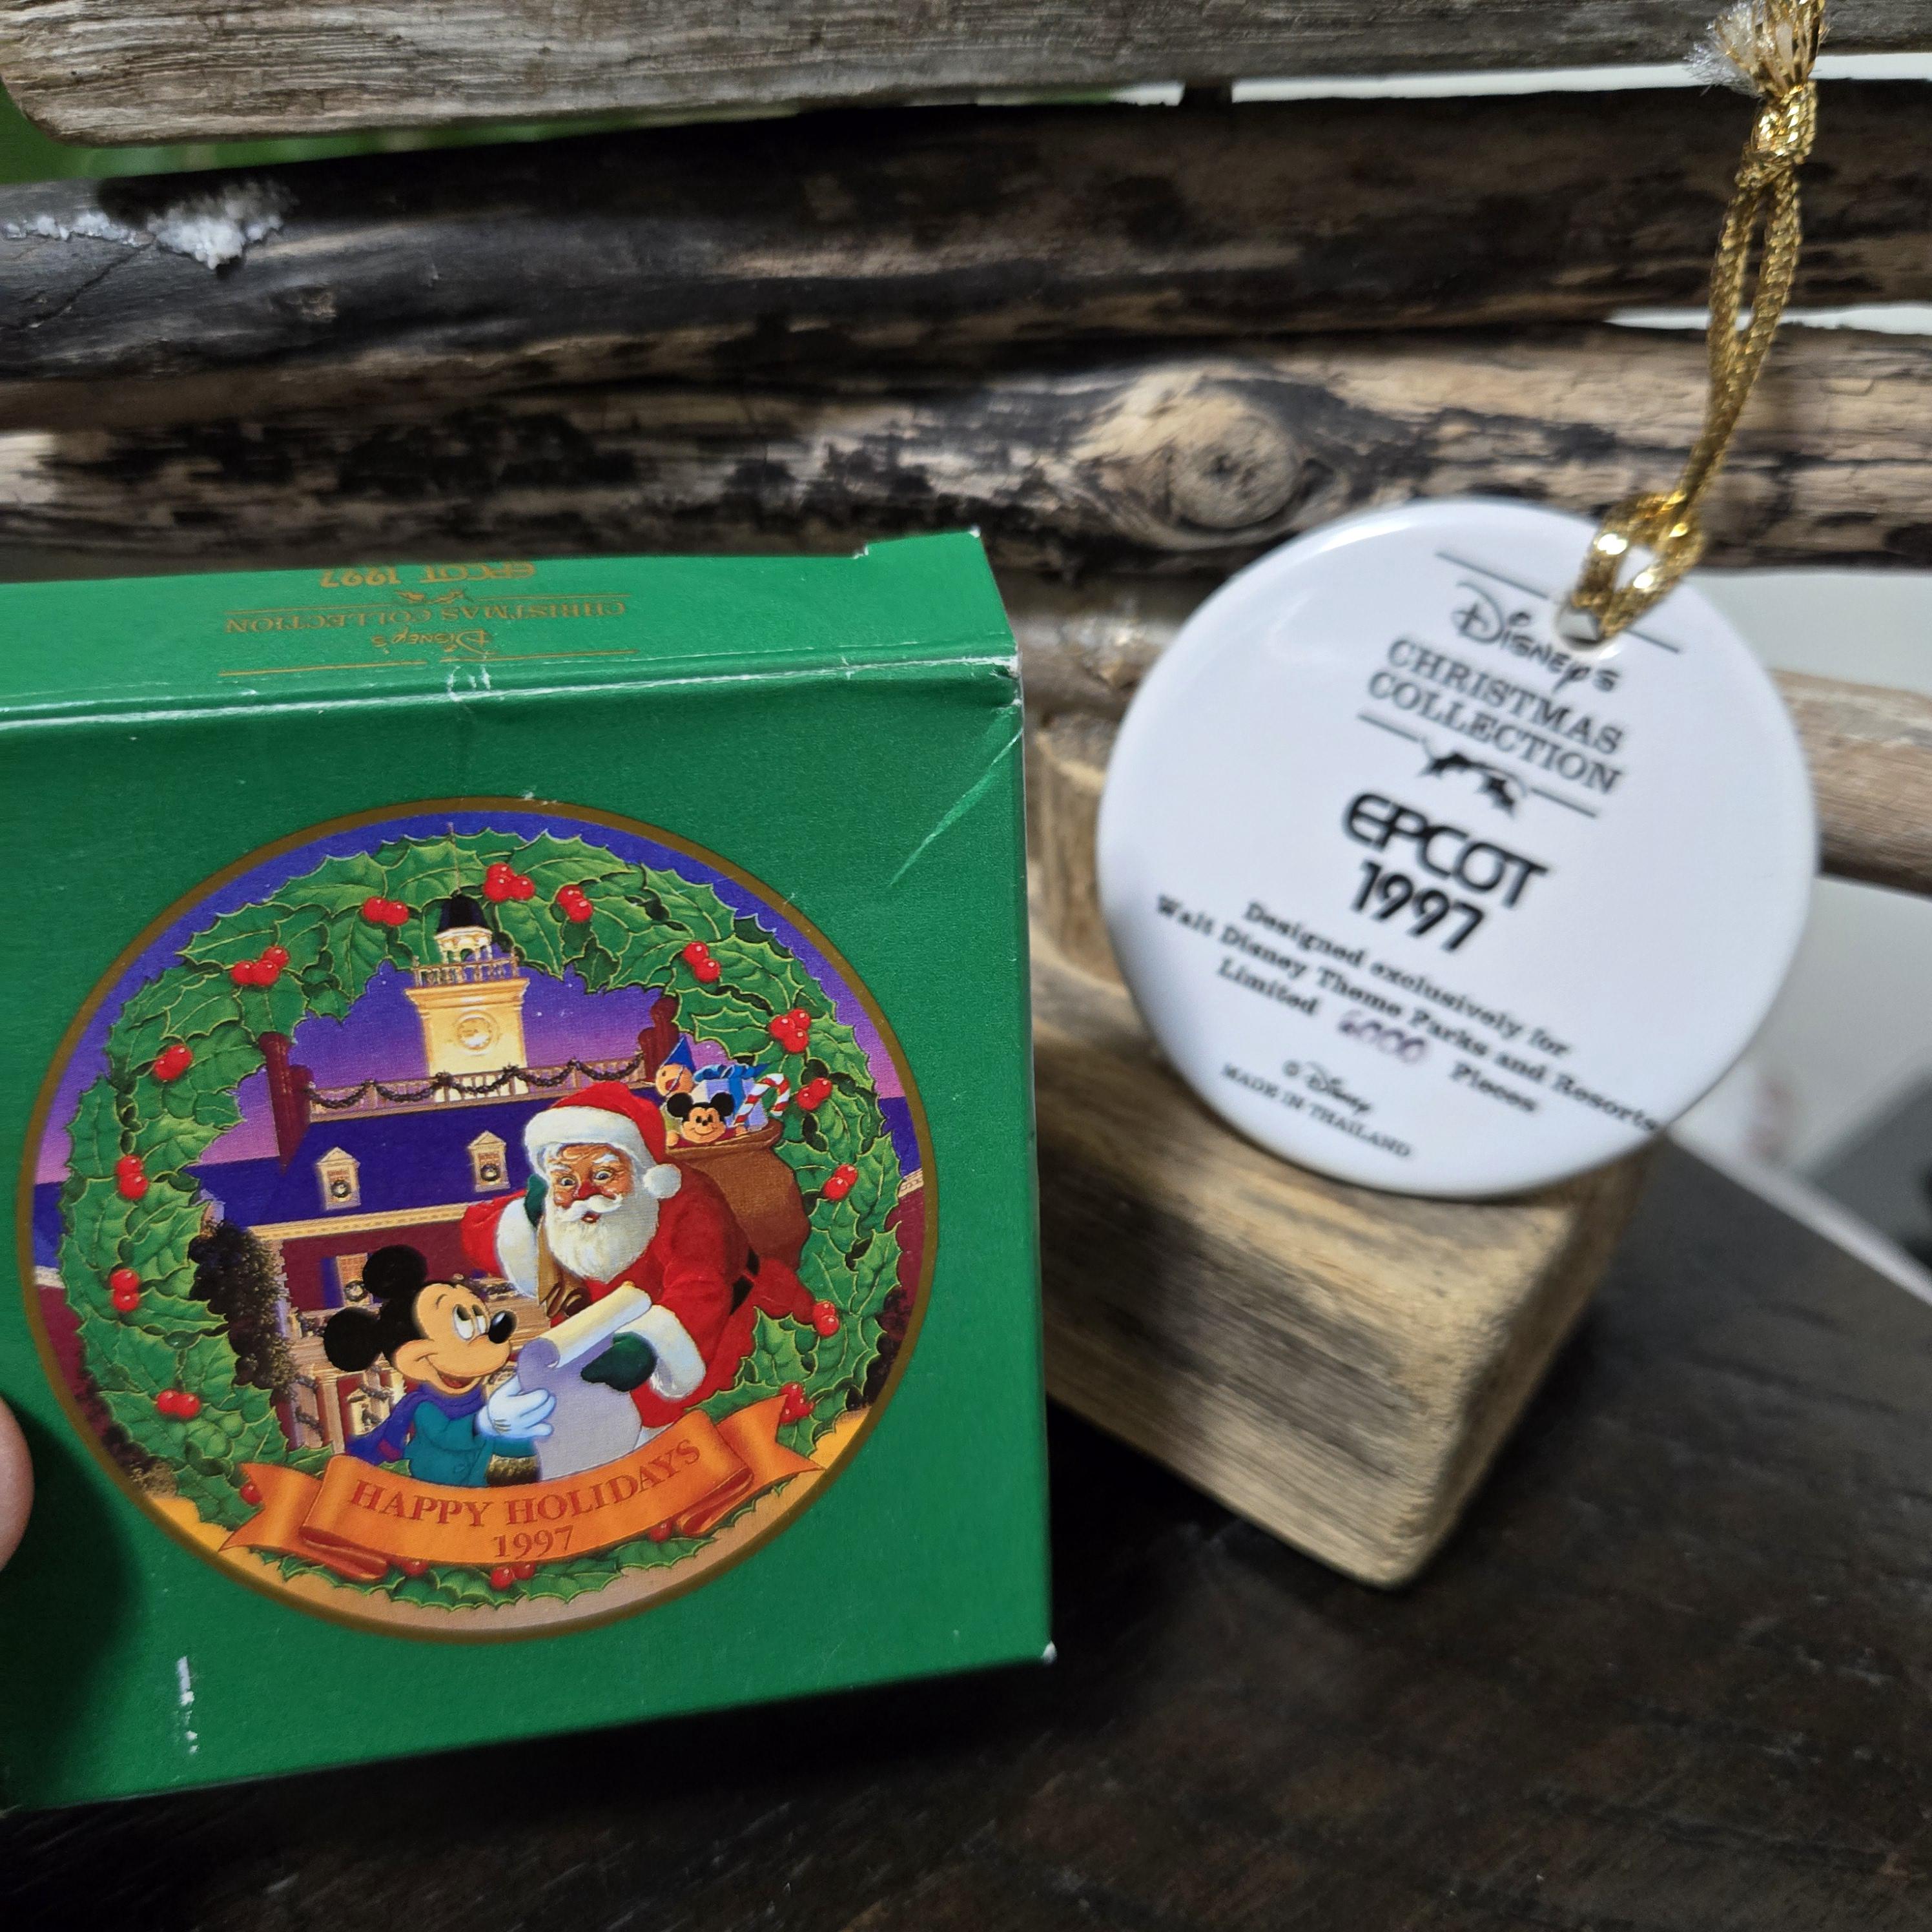 Disney's
CHRISTMAS COLLECTION
EPCOT 1997
HAPPY HOLIDAYS
1997
Disney's
CHRISTMAS
COLLECTION
EPCOT
1997
Designed exclusively for
Walt Disney Theme Parks and Resorts
Limited 6000 Pieces
© Disney
MADE IN THAILAND